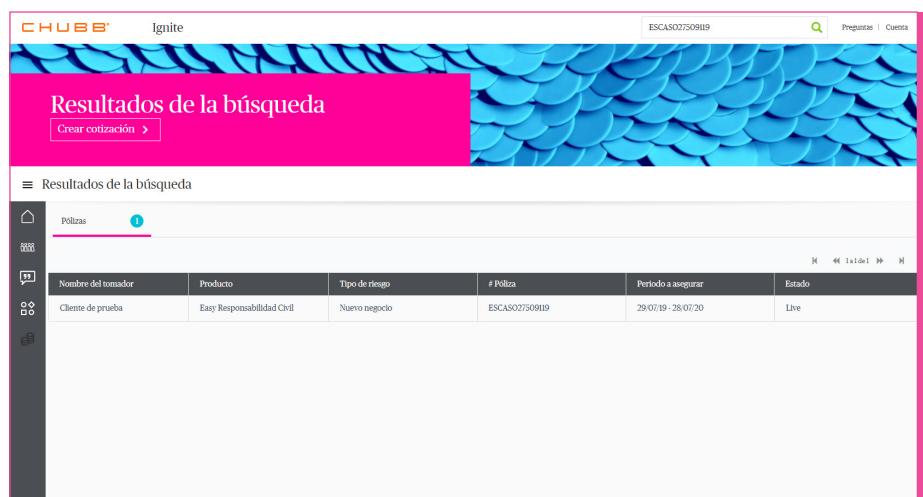 CHUBB Ignite ESCASO27509119 Preguntas | Cuenta
Resultados de la búsqueda
Crear cotización >
Resultados de la búsqueda
Pólizas 1
1 a 1 de 1
Nombre del tomador Producto Tipo de riesgo # Póliza Periodo a asegurar Estado
Cliente de prueba Easy Responsabilidad Civil Nuevo negocio ESCASO27509119 29/07/19 - 28/07/20 Live